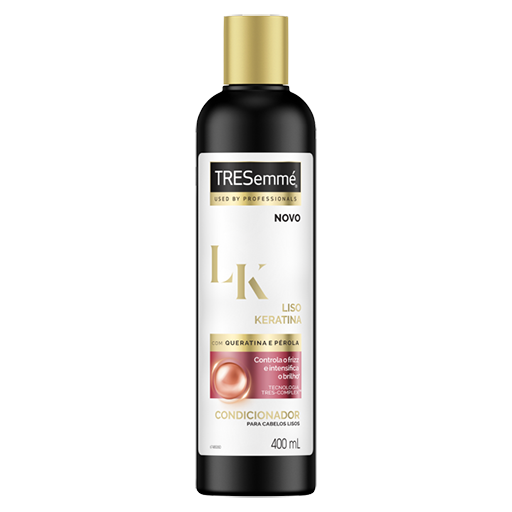 TRESemmé
USED BY PROFESSIONALS
NOVO
LK
LISO
KERATINA
COM QUERATINA E PÉROLA
Controla o frizz
e intensifica
o brilho
TECNOLOGIA
TRES-COMPLEX
CONDICIONADOR
PARA CABELOS LISOS
400 mL